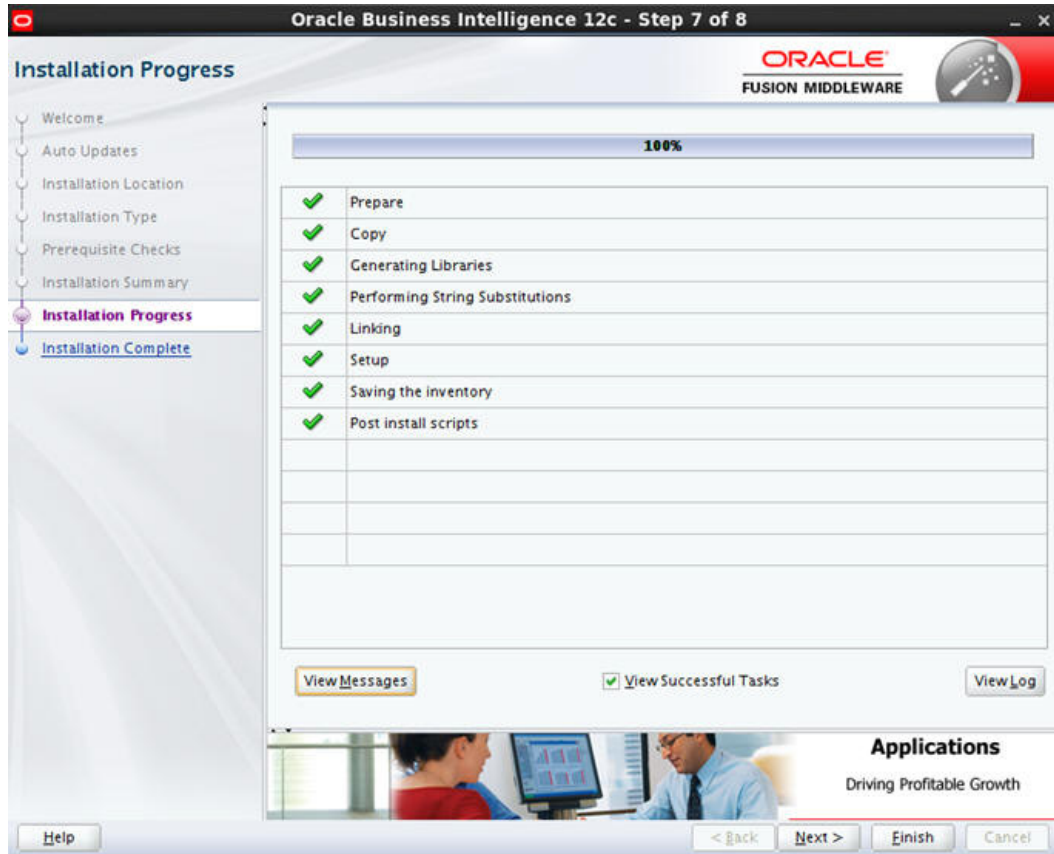 Oracle Business Intelligence 12c - Step 7 of 8
Installation Progress
ORACLE
FUSION MIDDLEWARE
Welcome
Auto Updates
Installation Location
Installation Type
Prerequisite Checks
Installation Summary
Installation Progress
Installation Complete
100%
Prepare
Copy
Generating Libraries
Performing String Substitutions
Linking
Setup
Saving the inventory
Post install scripts
View Messages
View Successful Tasks
View Log
Applications
Driving Profitable Growth
Help
< Back
Next >
Finish
Cancel